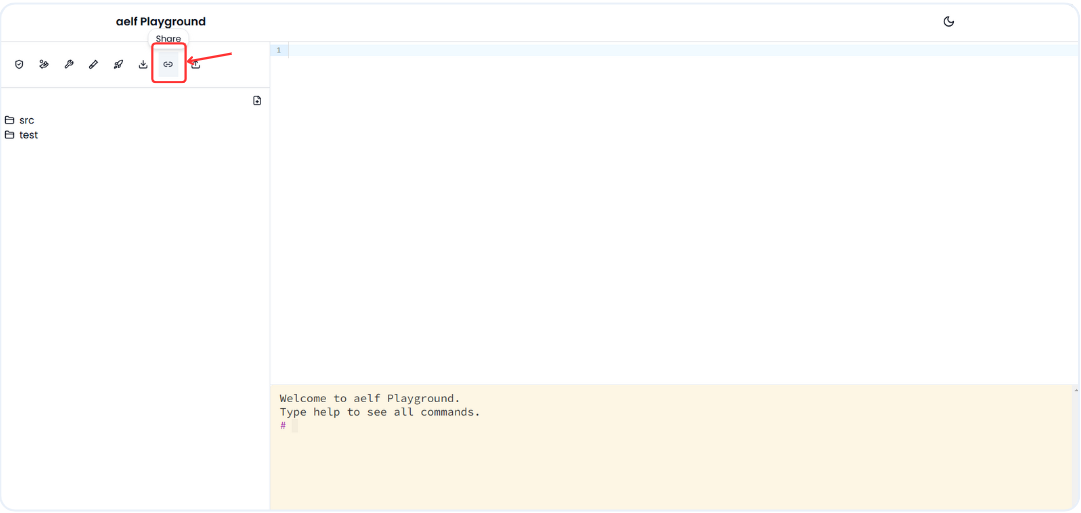 aelf Playground
Share
1
src
test
Welcome to aelf Playground.
Type help to see all commands.
#